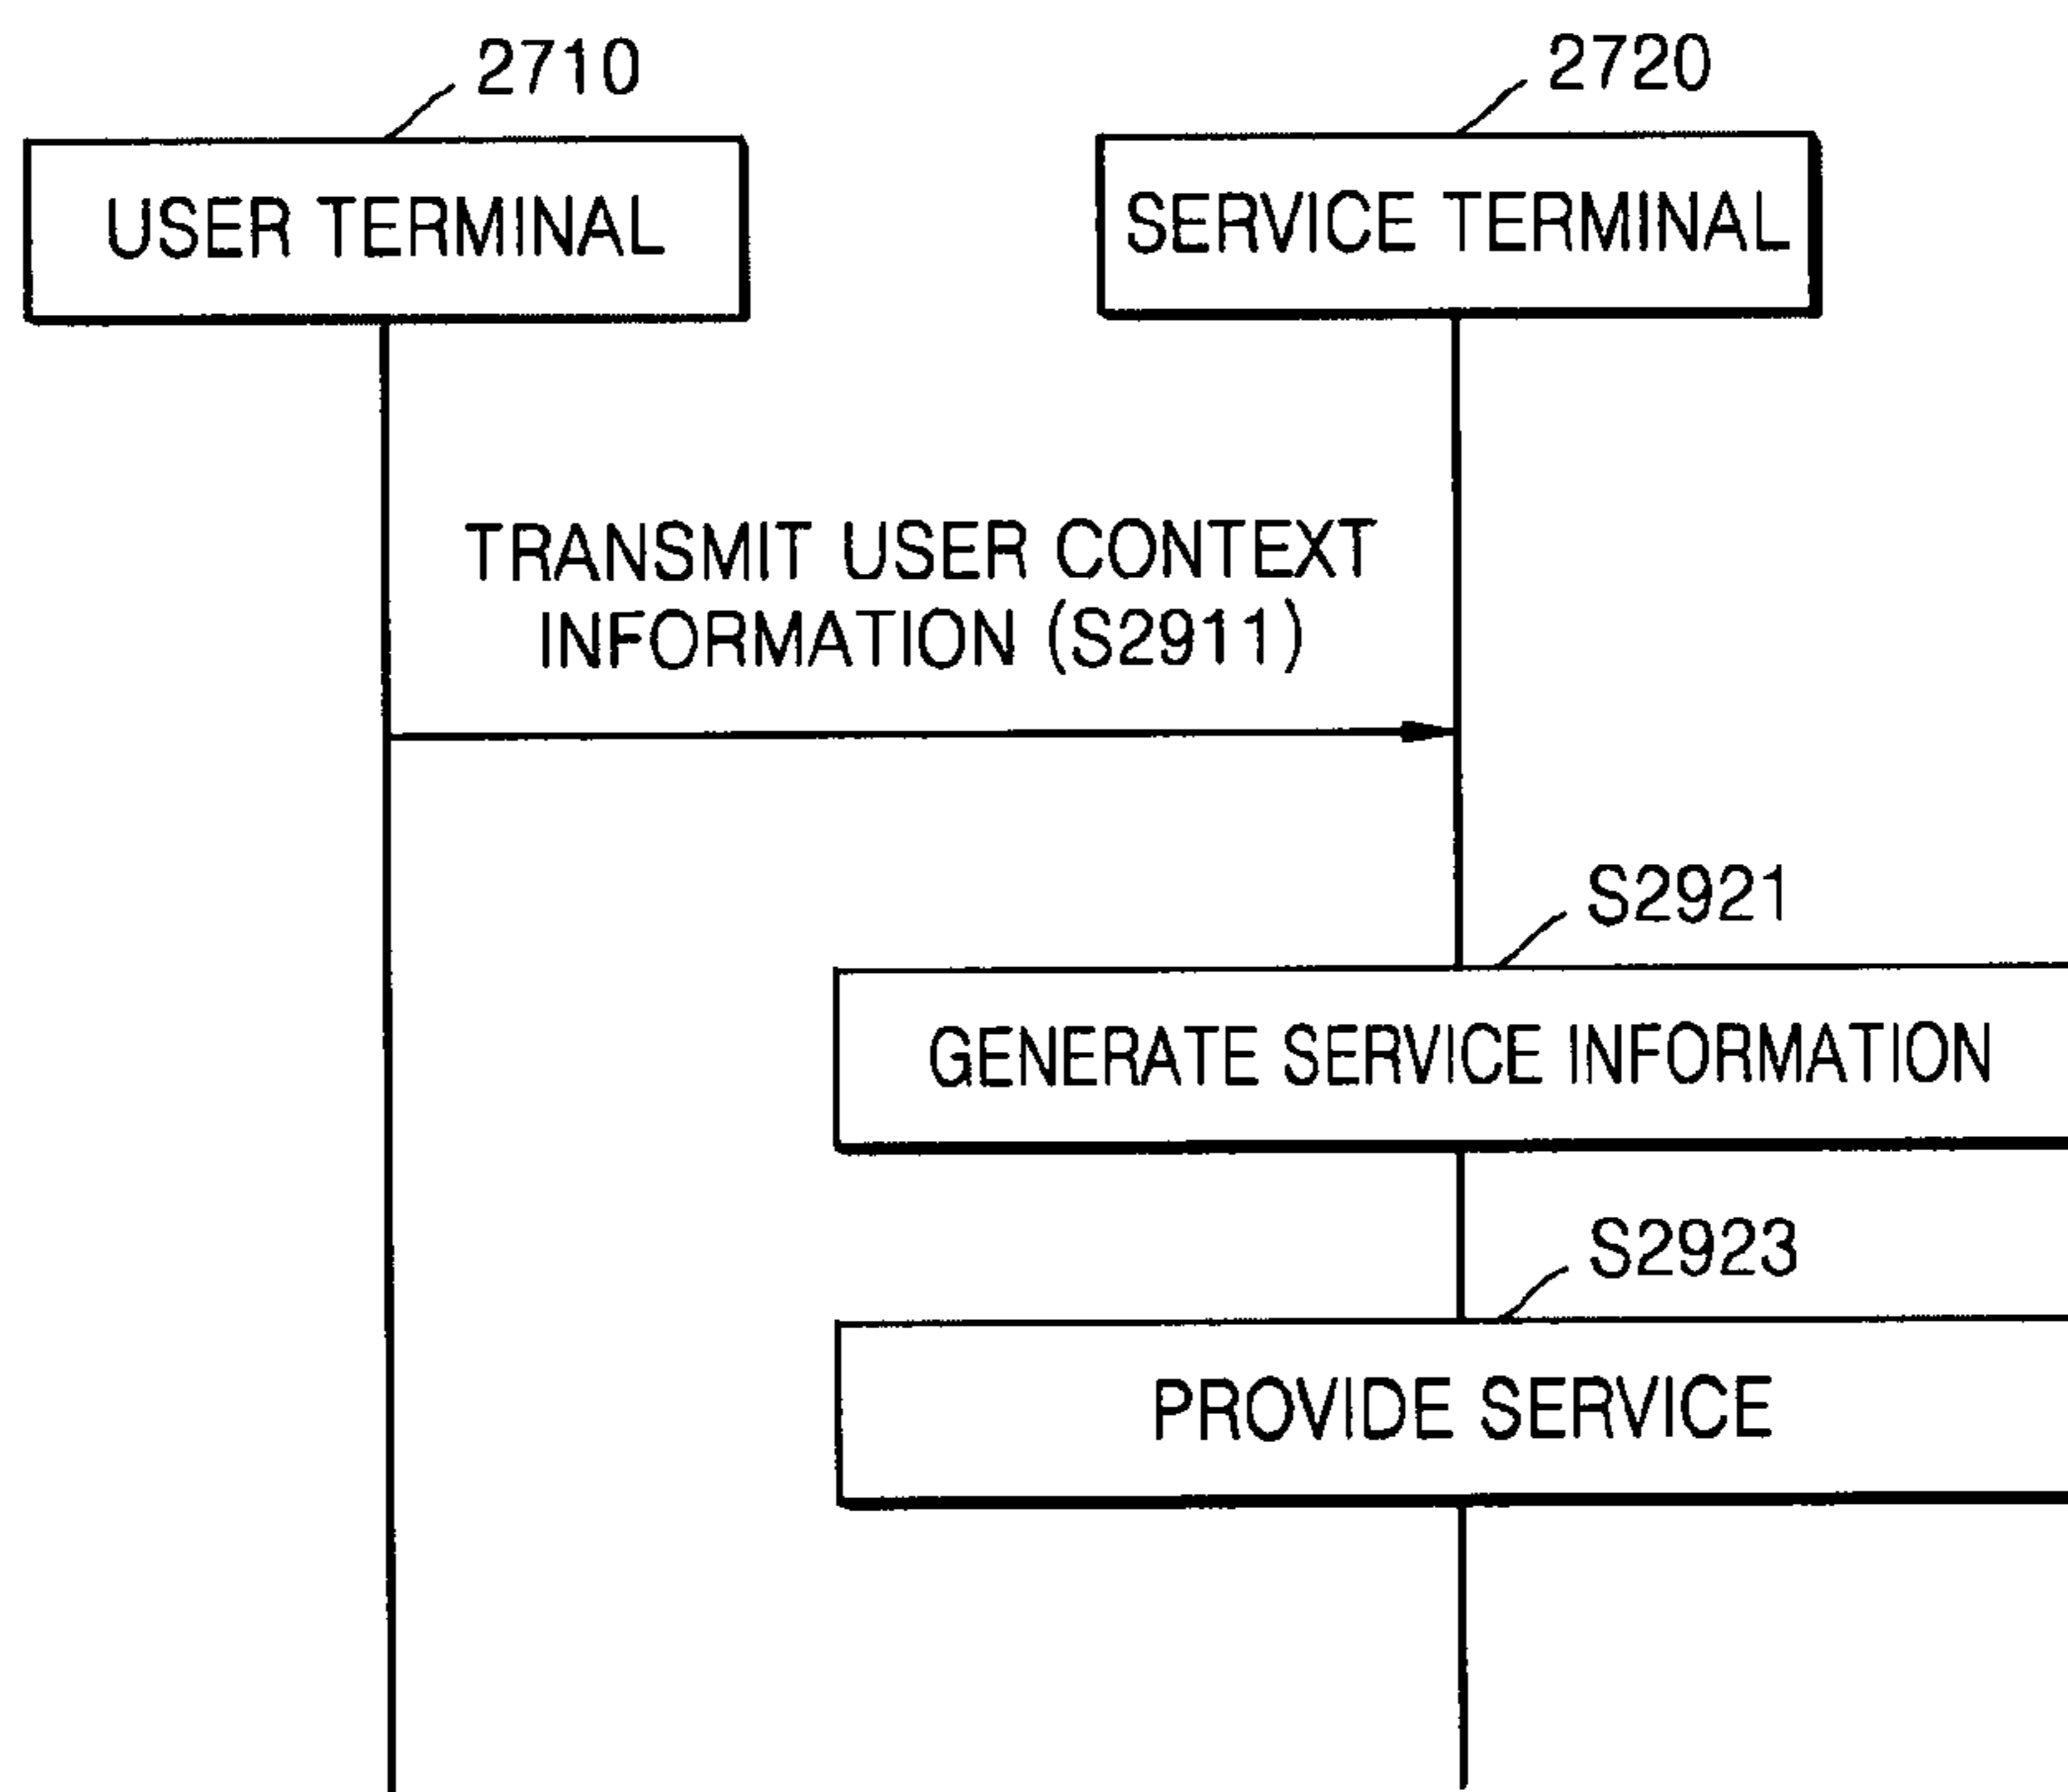 2710
2720
USER TERMINAL
SERVICE TERMINAL
TRANSMIT USER CONTEXT
INFORMATION (S2911)
S2921
GENERATE SERVICE INFORMATION
S2923
PROVIDE SERVICE